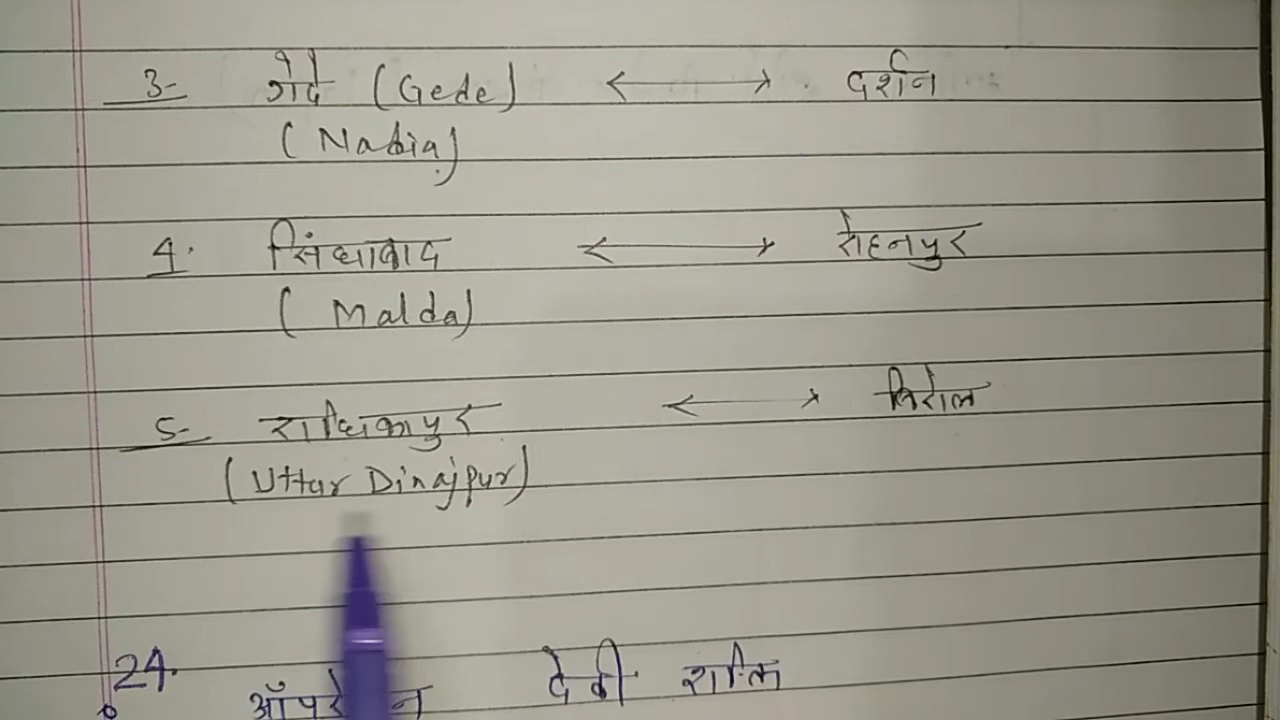 3- गेदे (Gede) ⟷ दर्शन
(Nadia)
4. सिंघाबाद ⟷ रोहनपुर
(Malda)
5- राधिकापुर ⟷ विरोल
(Uttar Dinajpur)
24. देवी शक्ति